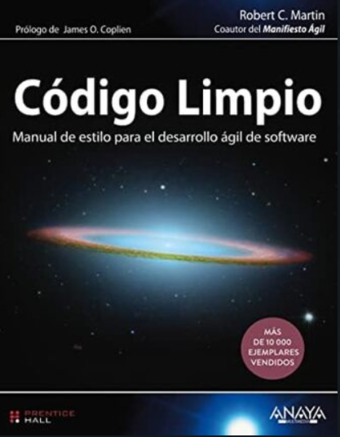 Robert C. Martin
Prólogo de James O. Coplien
Coautor del Manifiesto Ágil
Código Limpio
Manual de estilo para el desarrollo ágil de software
MÁS
DE 10 000
EJEMPLARES
VENDIDOS
PRENTICE
HALL
ANAYA
MULTIMEDIA